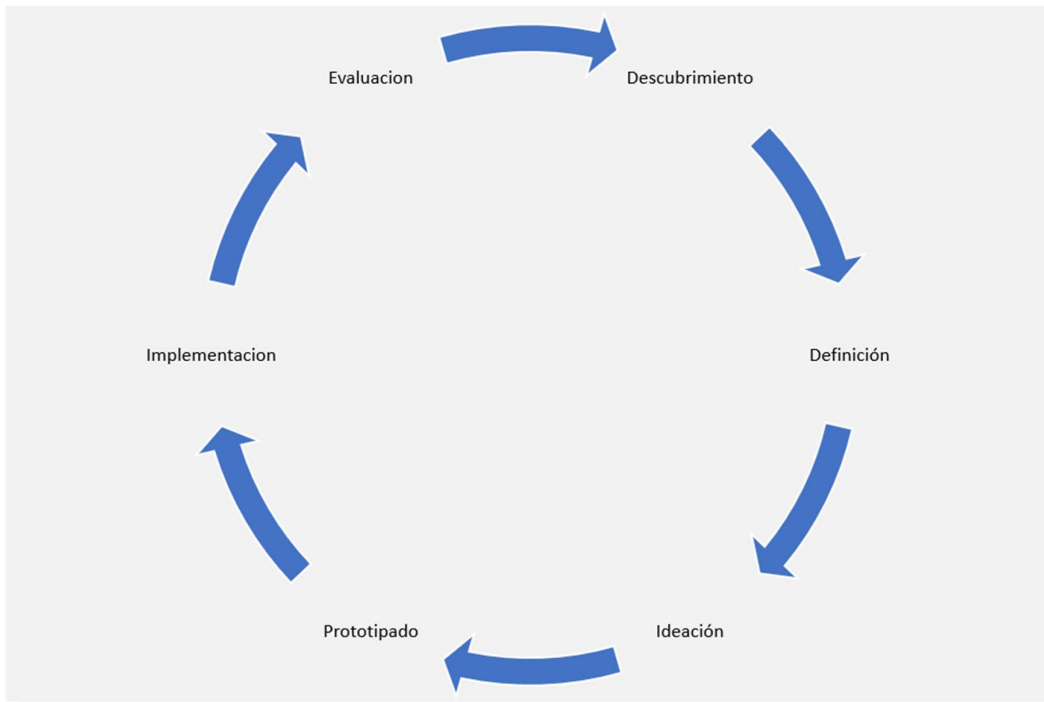 Evaluacion
Descubrimiento
Implementacion
Definición
Prototipado
Ideación